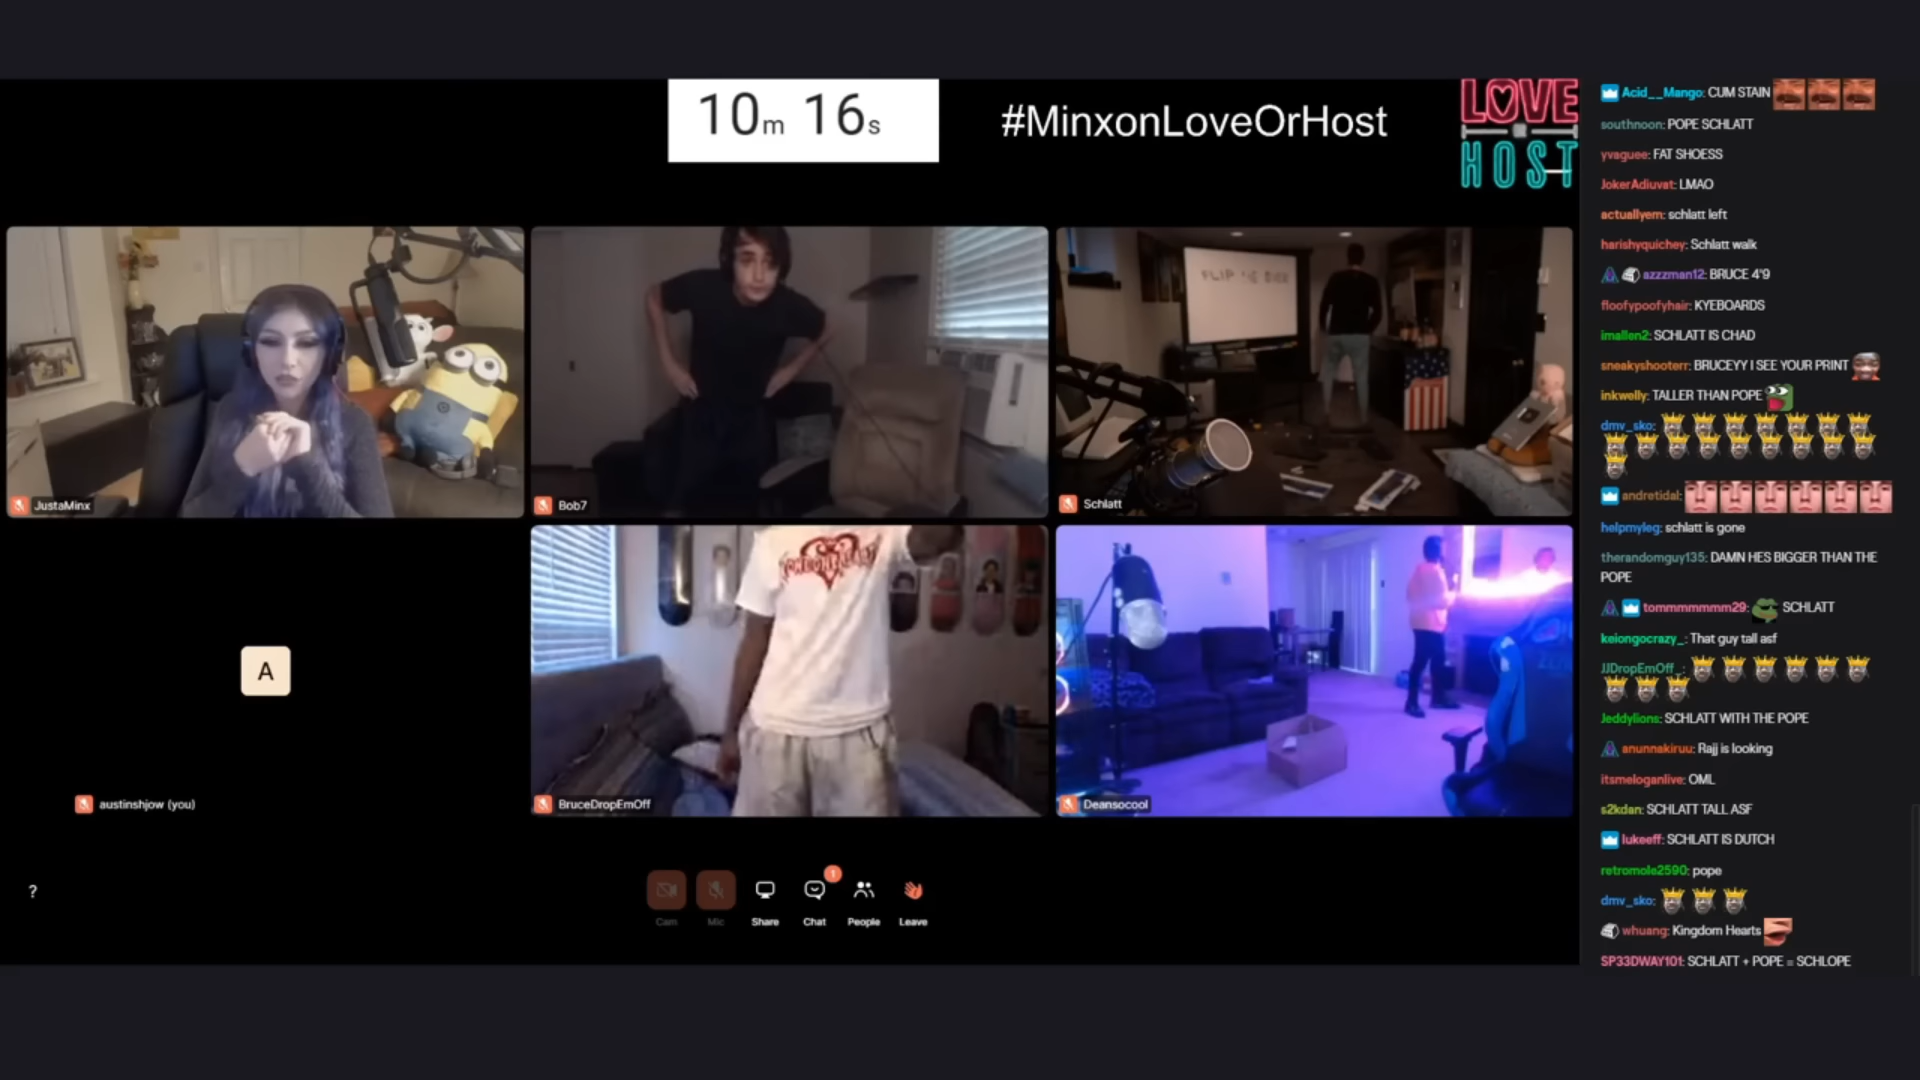 10m 16s
#MinxonLoveOrHost
LOVE
HOST
JustaMinx
Bob7
FLIP THE SIDE
Schlatt
A
austinshjow (you)
BruceDropEmOff
Deansocool
?
1
Cam
Mic
Share
Chat
People
Leave
Acid__Mango: CUM STAIN
southnoon: POPE SCHLATT
yvaguee: FAT SHOESS
JokerAdiuvat: LMAO
actuallyem: schlatt left
harishyquichey: Schlatt walk
azzzman12: BRUCE 4'9
floofypoofyhair: KYEBOARDS
imallen2: SCHLATT IS CHAD
sneakyshooterr: BRUCEYY I SEE YOUR PRINT
inkwelly: TALLER THAN POPE
dmv_sko:
andretidal:
helpmyleg: schlatt is gone
therandomguy135: DAMN HES BIGGER THAN THE
POPE
tommmmmmm29: SCHLATT
keiongocrazy_: That guy tall asf
JJDropEmOff_:
Jeddylions: SCHLATT WITH THE POPE
anunnakiruu: Rajj is looking
itsmeloganlive: OML
s2kdan: SCHLATT TALL ASF
lukeeff: SCHLATT IS DUTCH
retromole2590: pope
dmv_sko:
whuang: Kingdom Hearts
SP33DWAY101: SCHLATT + POPE = SCHLOPE